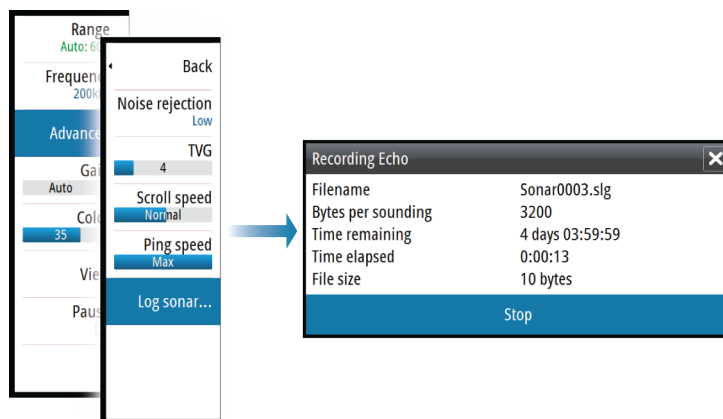 Range
Auto: 6
Frequen
200k
Advance
Gai
Auto
Colo
35
Vie
Paus
Back
Noise rejection
Low
TVG
4
Scroll speed
Normal
Ping speed
Max
Log sonar...
Recording Echo
Filename Sonar0003.slg
Bytes per sounding 3200
Time remaining 4 days 03:59:59
Time elapsed 0:00:13
File size 10 bytes
Stop